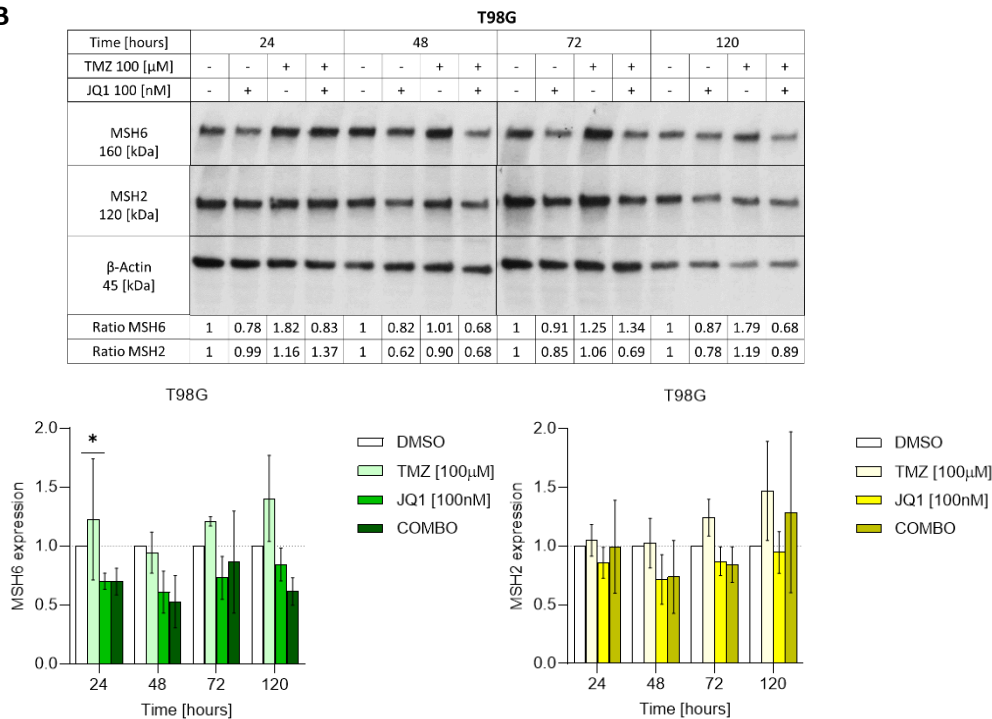 B
T98G
Time [hours] 24 48 72 120
TMZ 100 [μM] - - + + - - + + - - + + - - + +
JQ1 100 [nM] - + - + - + - + - + - + - + - +
MSH6
160 [kDa]
MSH2
120 [kDa]
β-Actin
45 [kDa]
Ratio MSH6 1 0.78 1.82 0.83 1 0.82 1.01 0.68 1 0.91 1.25 1.34 1 0.87 1.79 0.68
Ratio MSH2 1 0.99 1.16 1.37 1 0.62 0.90 0.68 1 0.85 1.06 0.69 1 0.78 1.19 0.89
T98G
MSH6 expression
2.0
1.5
1.0
0.5
0.0
*
24 48 72 120
Time [hours]
DMSO
TMZ [100μM]
JQ1 [100nM]
COMBO
T98G
MSH2 expression
2.0
1.5
1.0
0.5
0.0
24 48 72 120
Time [hours]
DMSO
TMZ [100μM]
JQ1 [100nM]
COMBO